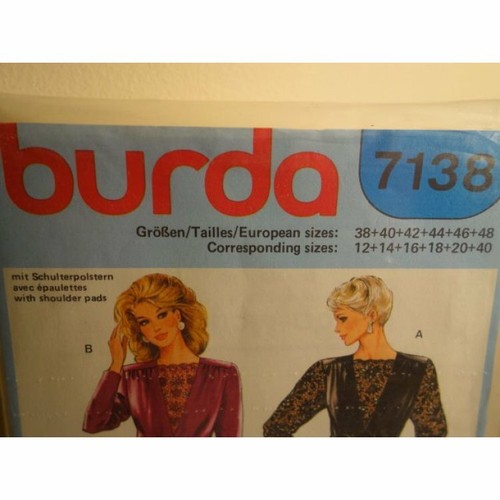 burda
7138
Größen/Tailles/European sizes: 38+40+42+44+46+48
Corresponding sizes: 12+14+16+18+20+40
mit Schulterpolstern
avec épaulettes
with shoulder pads
B
A